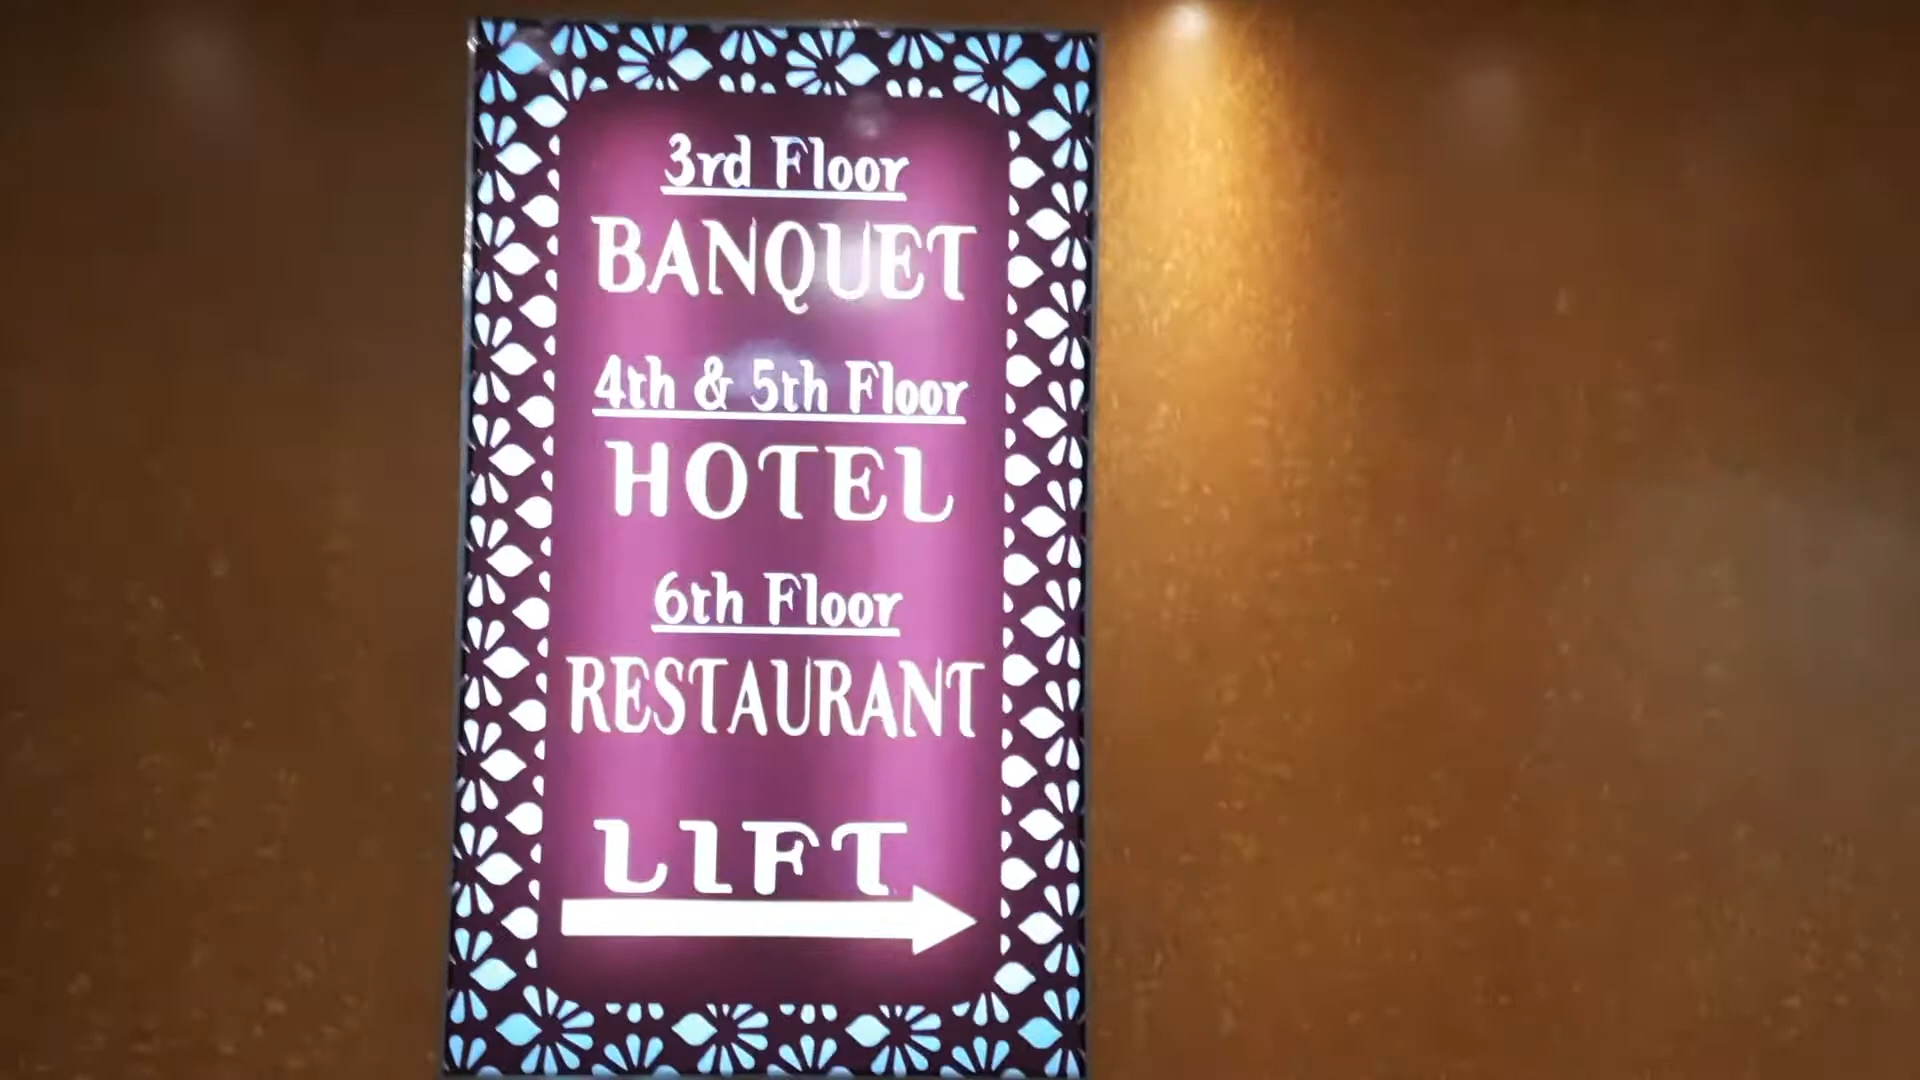 3rd Floor
BANQUET
4th & 5th Floor
HOTEL
6th Floor
RESTAURANT
LIFT